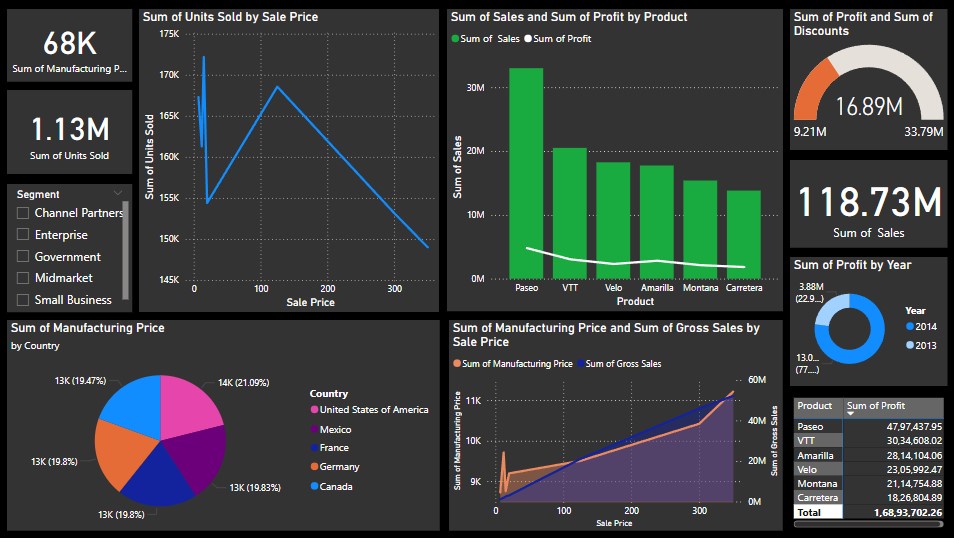 68K
Sum of Manufacturing P...
1.13M
Sum of Units Sold
Segment
Channel Partners
Enterprise
Government
Midmarket
Small Business
Sum of Units Sold by Sale Price
Sum of Units Sold
175K
170K
165K
160K
155K
150K
145K
0
100
200
300
Sale Price
Sum of Sales and Sum of Profit by Product
Sum of Sales
Sum of Profit
Sum of Sales
30M
20M
10M
0M
Paseo
VTT
Velo
Amarilla
Montana
Carretera
Product
Sum of Profit and Sum of
Discounts
16.89M
9.21M
33.79M
118.73M
Sum of Sales
Sum of Profit by Year
3.88M
(22.9...)
13.0...
(77....)
Year
2014
2013
Sum of Manufacturing Price
by Country
13K (19.47%)
14K (21.09%)
13K (19.8%)
13K (19.83%)
13K (19.8%)
Country
United States of America
Mexico
France
Germany
Canada
Sum of Manufacturing Price and Sum of Gross Sales by
Sale Price
Sum of Manufacturing Price
Sum of Gross Sales
Sum of Manufacturing Price
11K
10K
9K
60M
40M
20M
0M
Sum of Gross Sales
0
100
200
300
Sale Price
Product Sum of Profit
Paseo 47,97,437.95
VTT 30,34,608.02
Amarilla 28,14,104.06
Velo 23,05,992.47
Montana 21,14,754.88
Carretera 18,26,804.89
Total 1,68,93,702.26